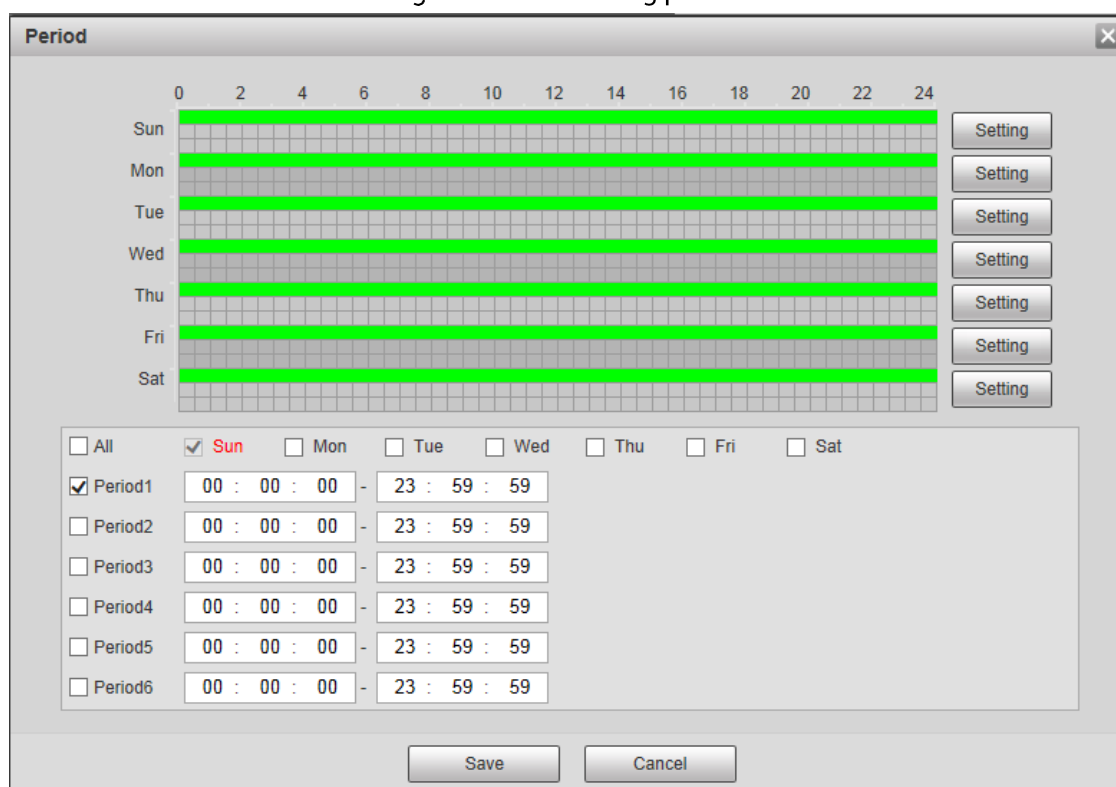 Period
0 2 4 6 8 10 12 14 16 18 20 22 24
Sun Setting
Mon Setting
Tue Setting
Wed Setting
Thu Setting
Fri Setting
Sat Setting
All Sun Mon Tue Wed Thu Fri Sat
Period1 00 : 00 : 00 - 23 : 59 : 59
Period2 00 : 00 : 00 - 23 : 59 : 59
Period3 00 : 00 : 00 - 23 : 59 : 59
Period4 00 : 00 : 00 - 23 : 59 : 59
Period5 00 : 00 : 00 - 23 : 59 : 59
Period6 00 : 00 : 00 - 23 : 59 : 59
Save Cancel